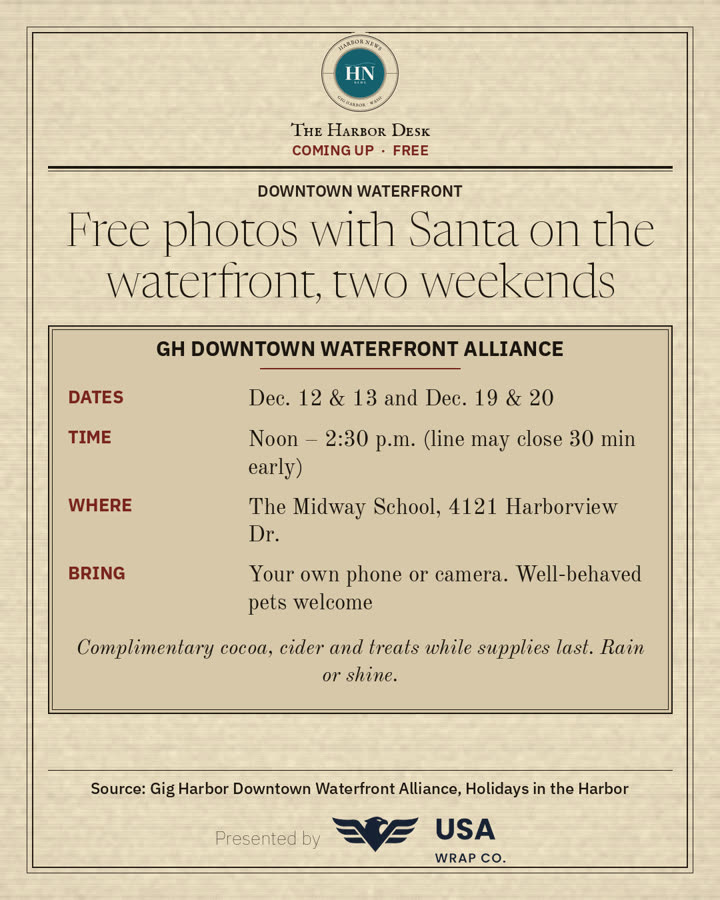 HARBOR NEWS
HN
NEWS
GIG HARBOR · WASH
The Harbor Desk
COMING UP · FREE
DOWNTOWN WATERFRONT
Free photos with Santa on the
waterfront, two weekends
GH DOWNTOWN WATERFRONT ALLIANCE
DATES Dec. 12 & 13 and Dec. 19 & 20
TIME Noon – 2:30 p.m. (line may close 30 min
early)
WHERE The Midway School, 4121 Harborview
Dr.
BRING Your own phone or camera. Well-behaved
pets welcome
Complimentary cocoa, cider and treats while supplies last. Rain
or shine.
Source: Gig Harbor Downtown Waterfront Alliance, Holidays in the Harbor
Presented by USA
WRAP CO.